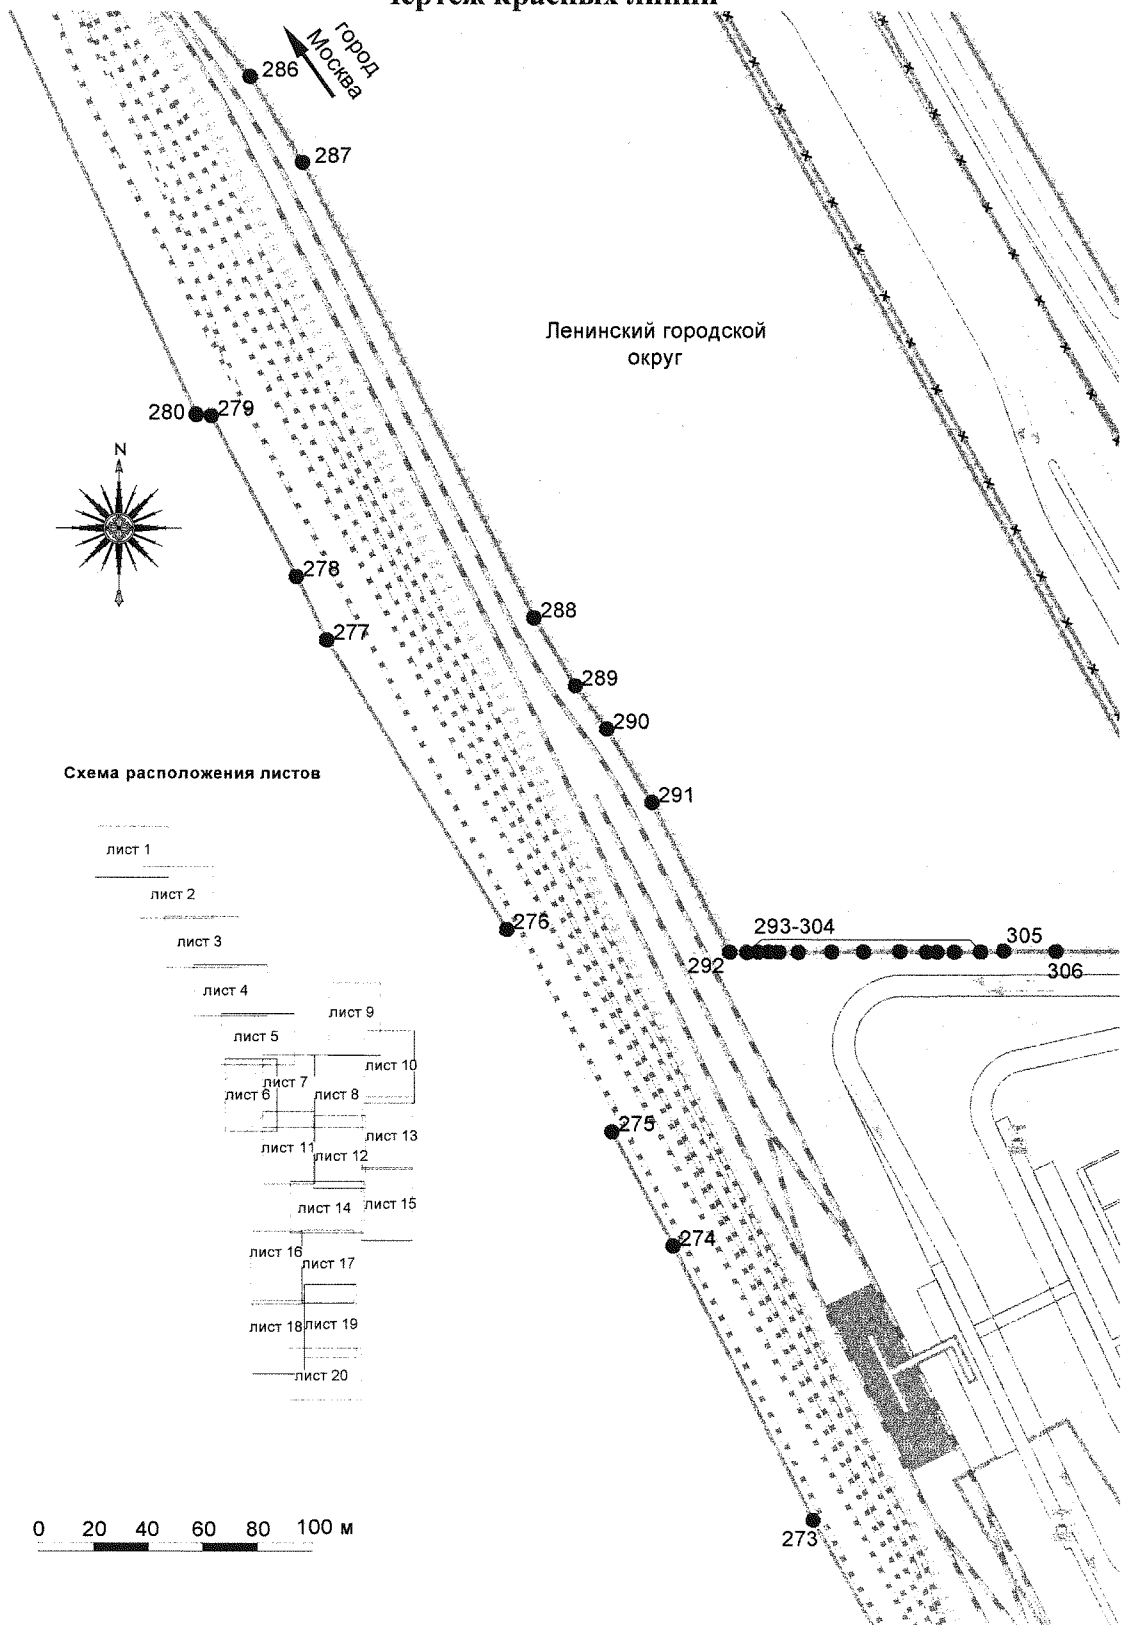 Чертеж красных линий
город
Москва
286
287
Ленинский городской
округ
280
279
N
278
277
288
289
290
291
Схема расположения листов
лист 1
лист 2
лист 3
лист 4
лист 5
лист 9
лист 7
лист 10
лист 6
лист 8
лист 11
лист 12
лист 13
лист 14
лист 15
лист 16
лист 17
лист 18
лист 19
лист 20
276
293-304
305
292
306
275
274
273
0 20 40 60 80 100 м